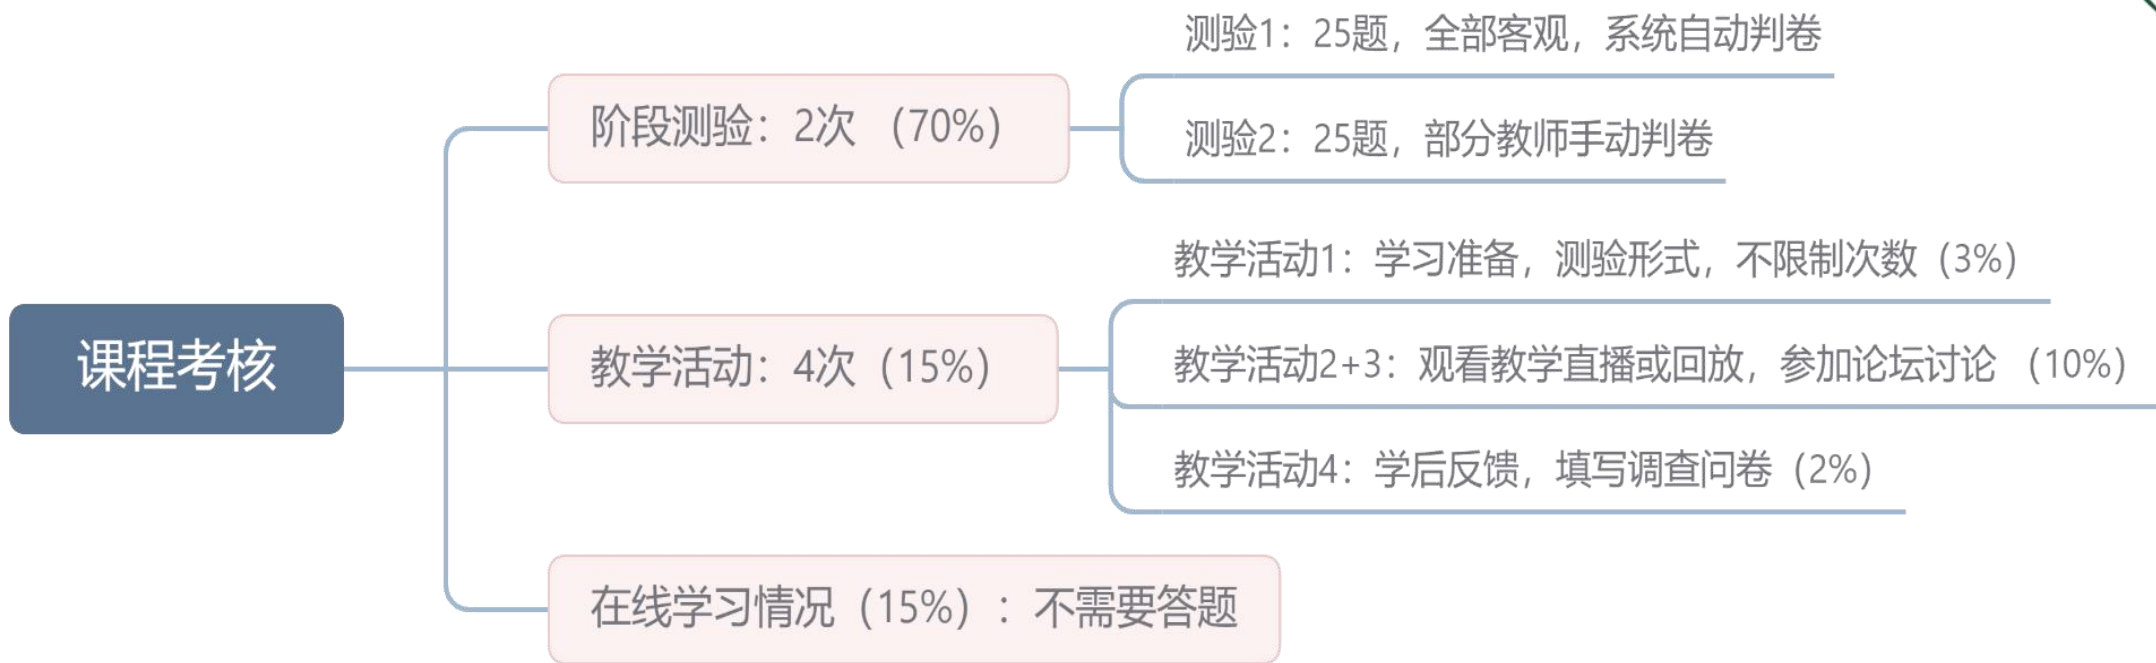 课程考核
阶段测验：2次 （70%）
测验1：25题，全部客观，系统自动判卷
测验2：25题，部分教师手动判卷
教学活动：4次（15%）
教学活动1：学习准备，测验形式，不限制次数（3%）
教学活动2+3：观看教学直播或回放，参加论坛讨论 （10%）
教学活动4：学后反馈，填写调查问卷（2%）
在线学习情况（15%）：不需要答题